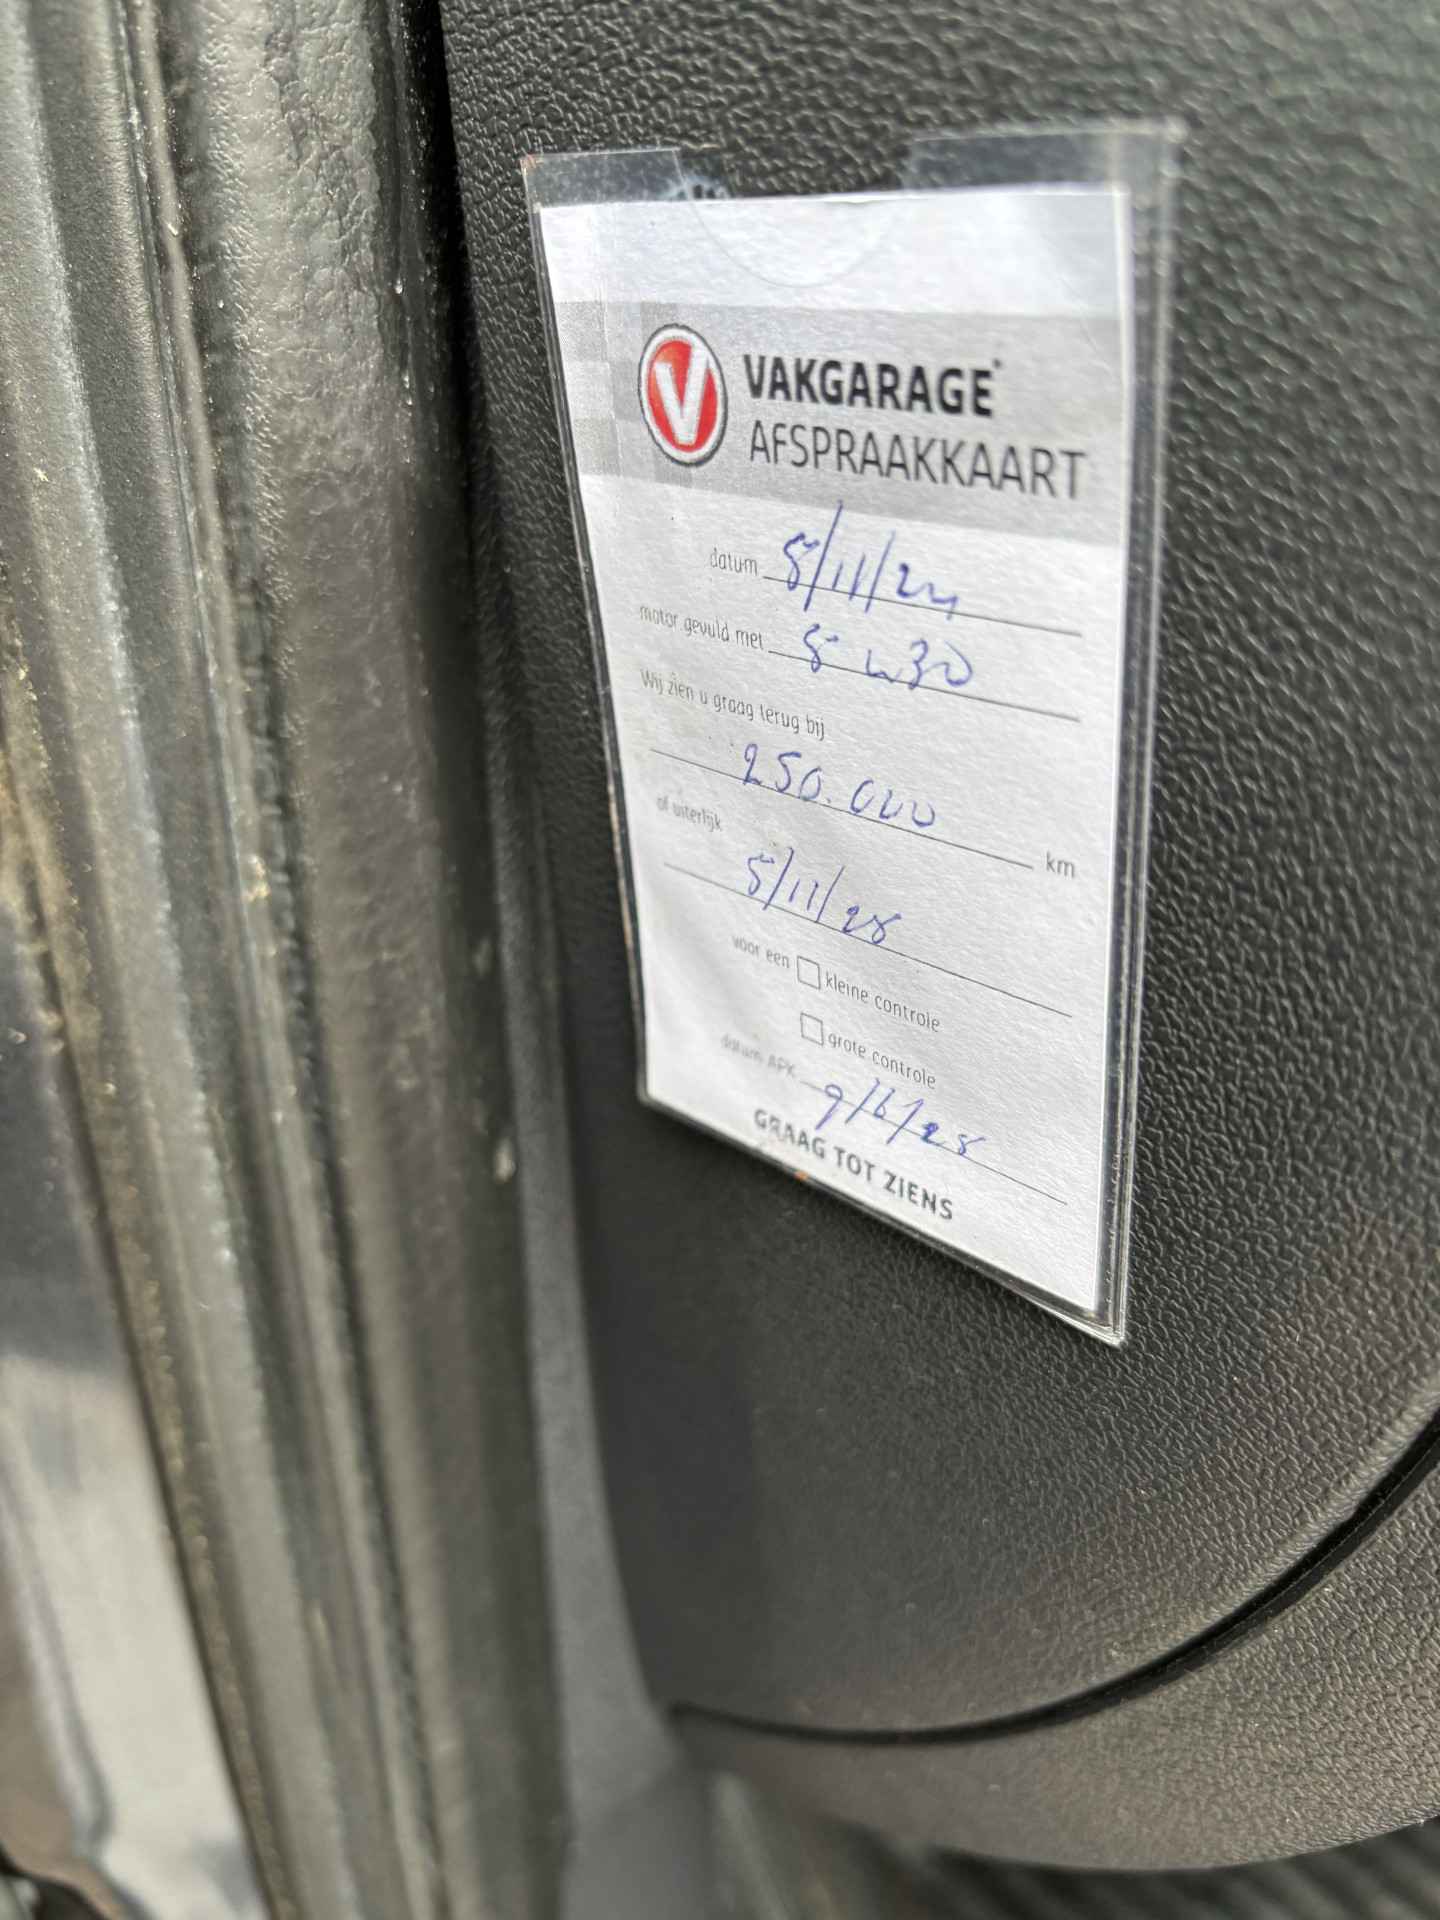 V
VAKGARAGE®
AFSPRAAKKAART
datum 5/11/24
motor gevuld met 5w30
Wij zien u graag terug bij
250.000 km
of uiterlijk
5/11/25
voor een kleine controle
grote controle
datum APK 9/6/25
GRAAG TOT ZIENS